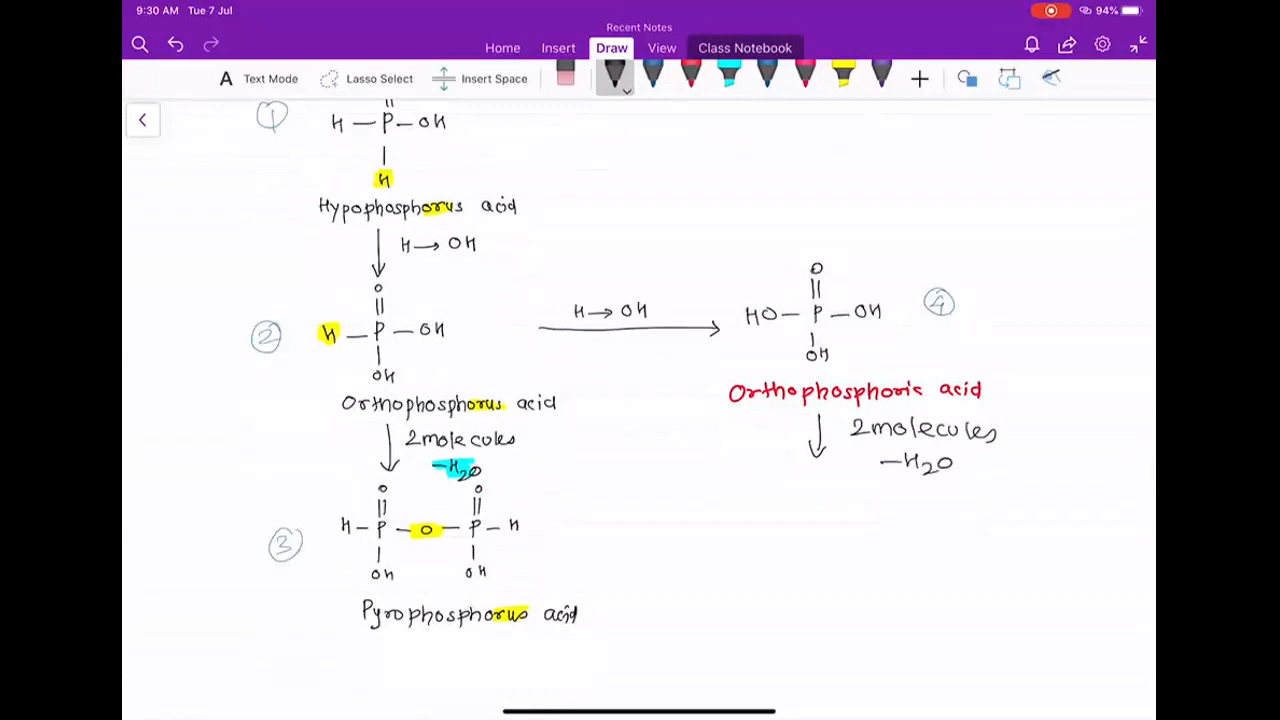 9:30 AM Tue 7 Jul
94%
Recent Notes
Home Insert Draw View Class Notebook
A Text Mode Lasso Select Insert Space
1
O
H — P — OH
H
Hypophosphorus acid
H → OH
O
2 H — P — OH
OH
Orthophosphorus acid
H → OH
O
HO — P — OH 4
OH
Orthophosphoric acid
2 molecules
-H2O
2 molecules
-H2O
O O
3 H — P — O — P — H
OH OH
Pyrophosphorus acid